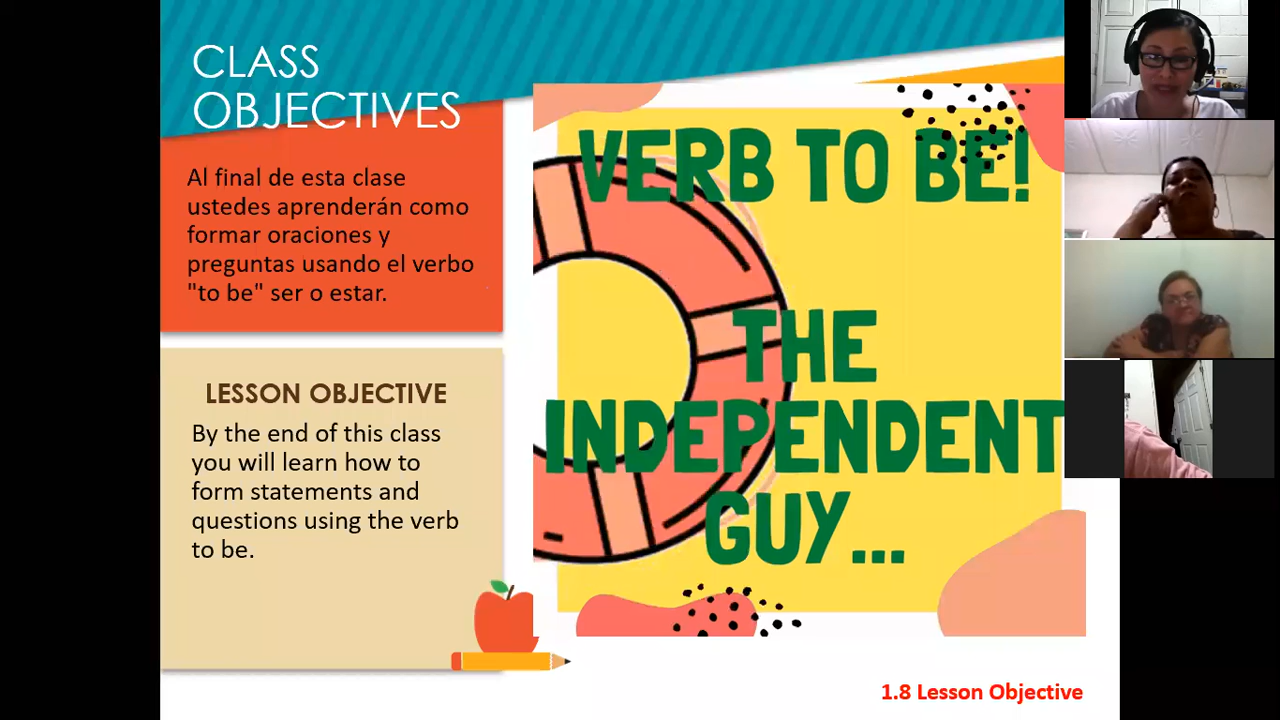 CLASS
OBJECTIVES
Al final de esta clase
ustedes aprenderán como
formar oraciones y
preguntas usando el verbo
"to be" ser o estar.
LESSON OBJECTIVE
By the end of this class
you will learn how to
form statements and
questions using the verb
to be.
VERB TO BE!
THE
INDEPENDENT
GUY...
1.8 Lesson Objective